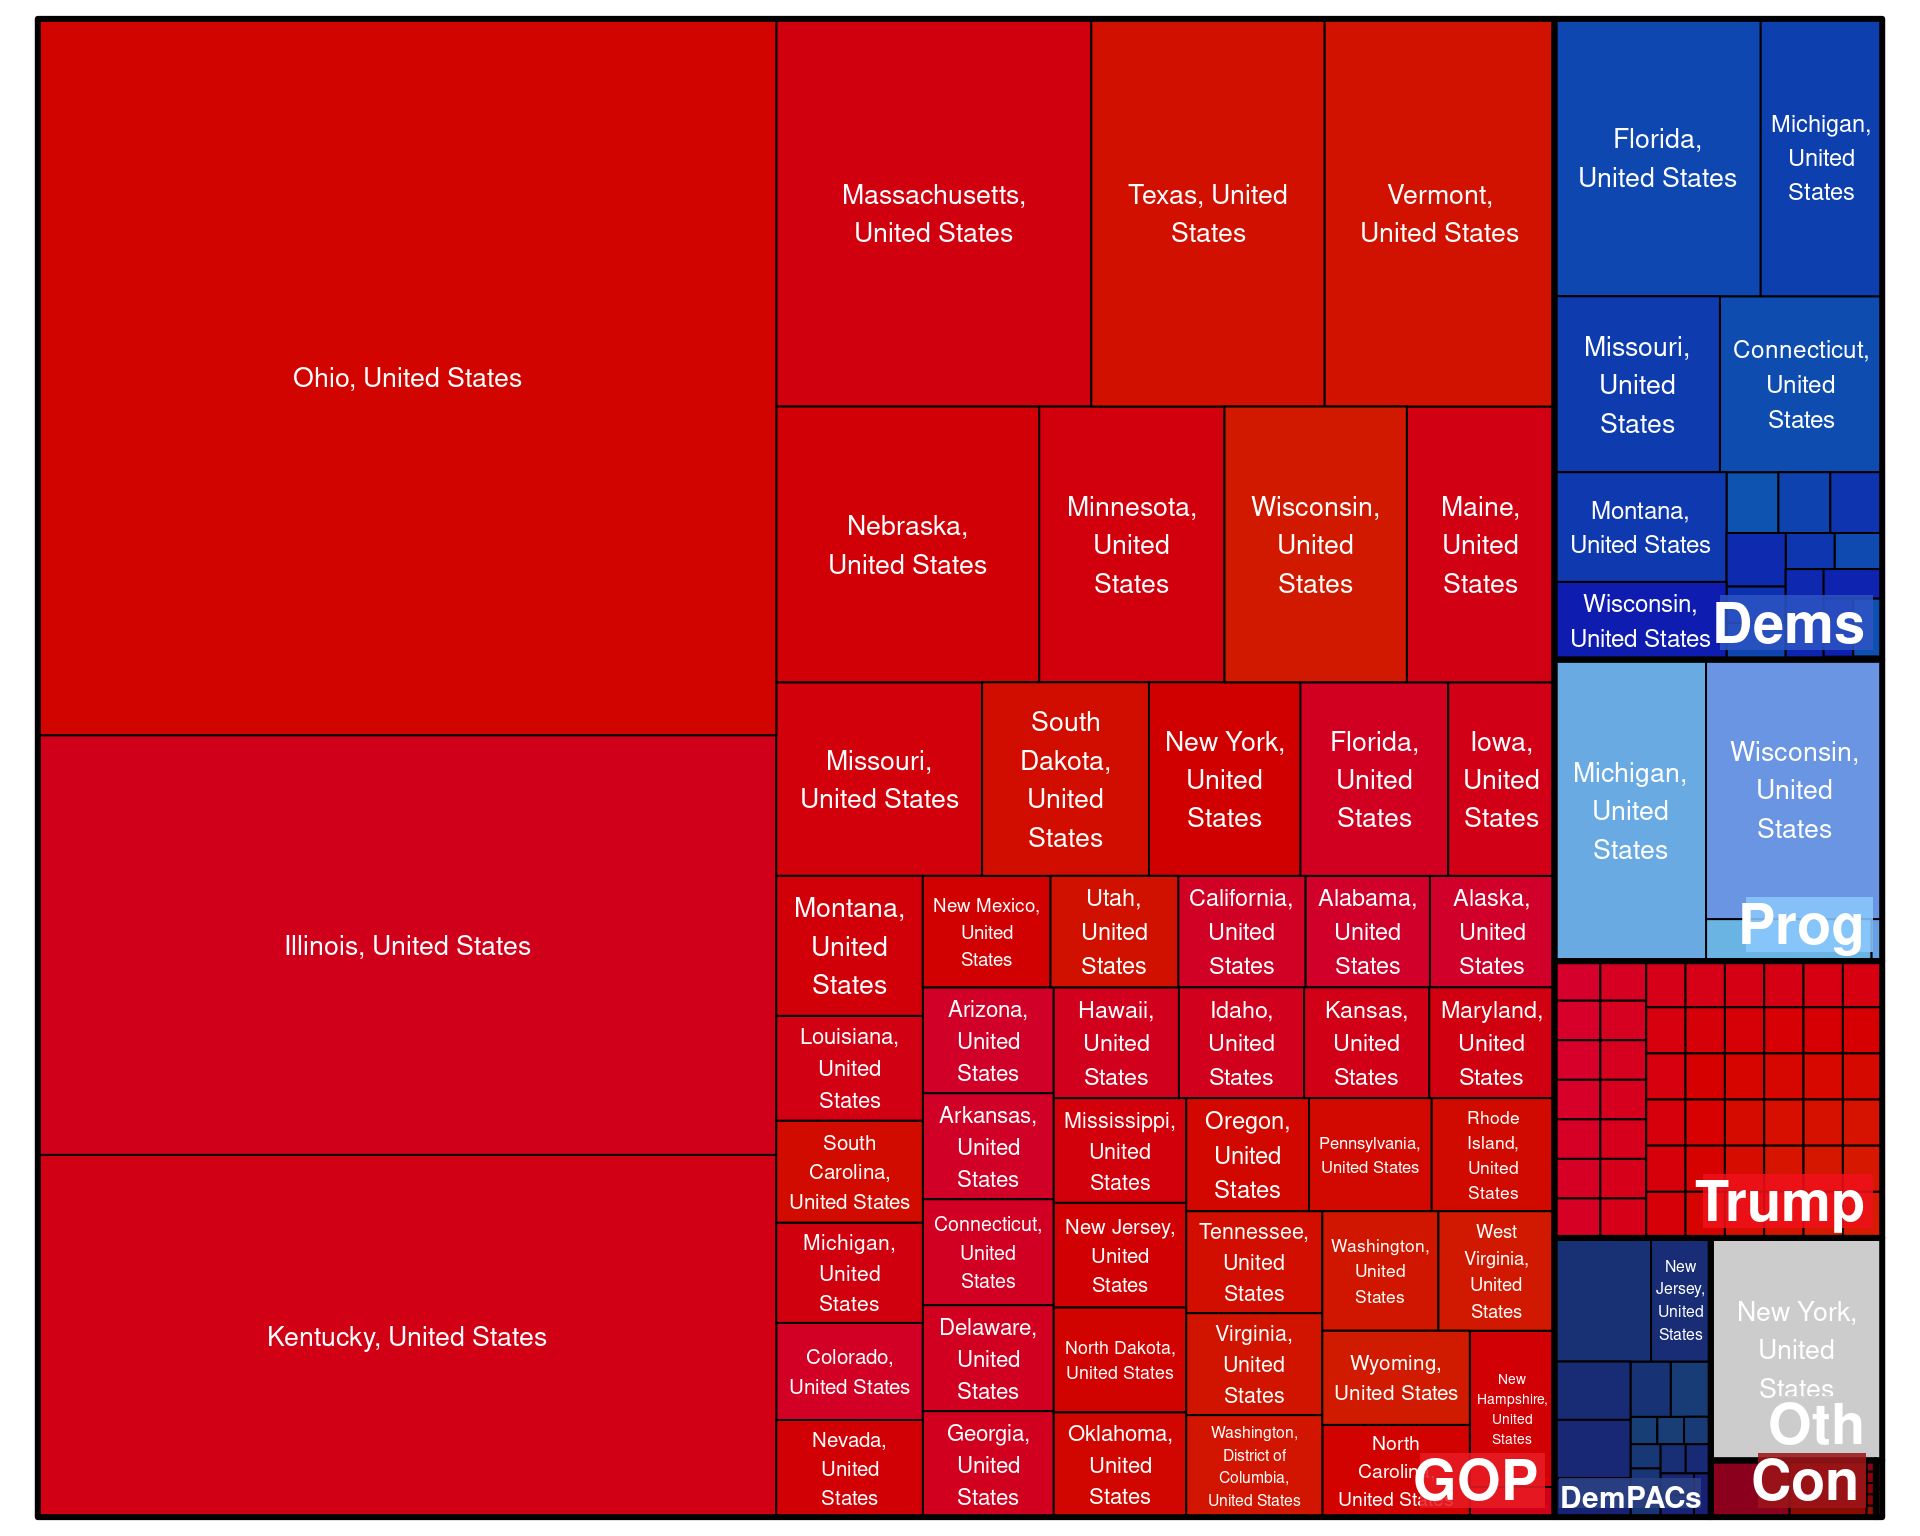 Ohio, United States
Illinois, United States
Kentucky, United States
Massachusetts,
United States
Texas, United
States
Vermont,
United States
Nebraska,
United States
Minnesota,
United
States
Wisconsin,
United
States
Maine,
United
States
Missouri,
United States
South
Dakota,
United
States
New York,
United
States
Florida,
United
States
Iowa,
United
States
Montana,
United
States
New Mexico,
United
States
Utah,
United
States
California,
United
States
Alabama,
United
States
Alaska,
United
States
Louisiana,
United
States
Arizona,
United
States
Hawaii,
United
States
Idaho,
United
States
Kansas,
United
States
Maryland,
United
States
South
Carolina,
United States
Arkansas,
United
States
Mississippi,
United
States
Oregon,
United
States
Pennsylvania,
United States
Rhode
Island,
United
States
Michigan,
United
States
Connecticut,
United
States
New Jersey,
United
States
Tennessee,
United
States
Washington,
United
States
West
Virginia,
United
States
Colorado,
United States
Delaware,
United
States
North Dakota,
United States
Virginia,
United
States
Wyoming,
United States
New
Hampshire,
United
States
Nevada,
United
States
Georgia,
United
States
Oklahoma,
United
States
Washington,
District of
Columbia,
United States
North
Carolina,
United States
GOP
Florida,
United States
Michigan,
United
States
Missouri,
United
States
Connecticut,
United
States
Montana,
United States
Wisconsin,
United States
Dems
Michigan,
United
States
Wisconsin,
United
States
Prog
Trump
New
Jersey,
United
States
DemPACs
New York,
United
States
Oth
Con